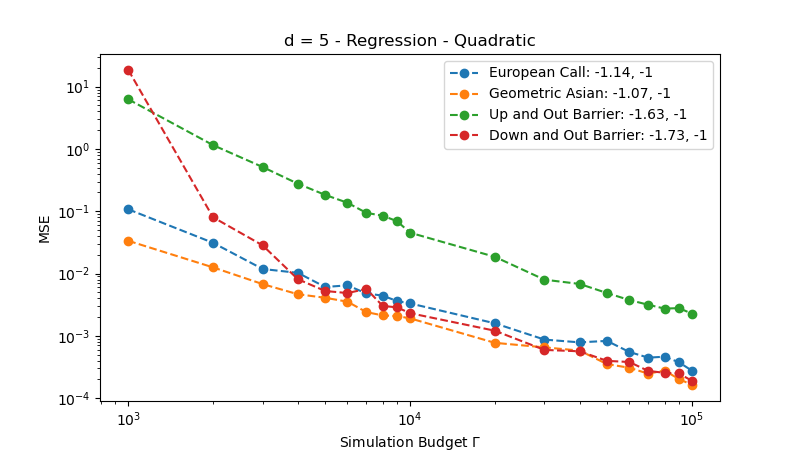 d = 5 - Regression - Quadratic
MSE
10¹
10⁰
10⁻¹
10⁻²
10⁻³
10⁻⁴
European Call: -1.14, -1
Geometric Asian: -1.07, -1
Up and Out Barrier: -1.63, -1
Down and Out Barrier: -1.73, -1
10³ 10⁴ 10⁵
Simulation Budget Γ